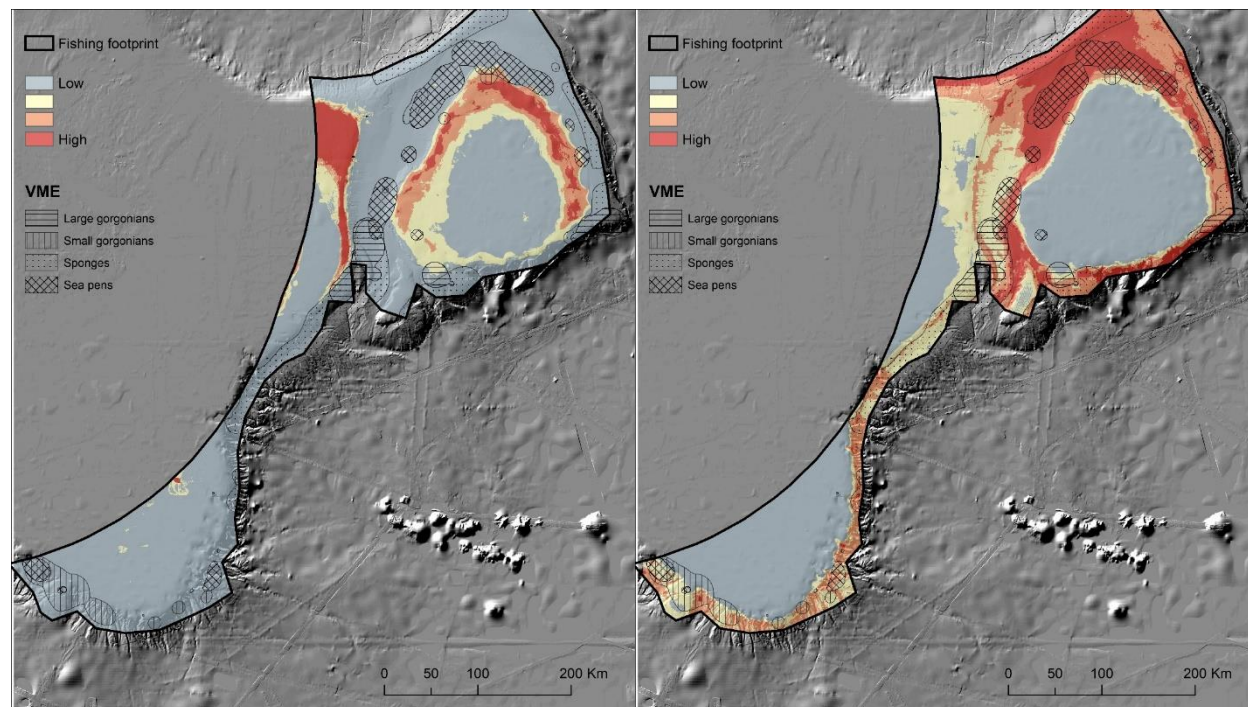 Fishing footprint
Low
High
VME
Large gorgonians
Small gorgonians
Sponges
Sea pens
0 50 100 200 Km
Fishing footprint
Low
High
VME
Large gorgonians
Small gorgonians
Sponges
Sea pens
0 50 100 200 Km